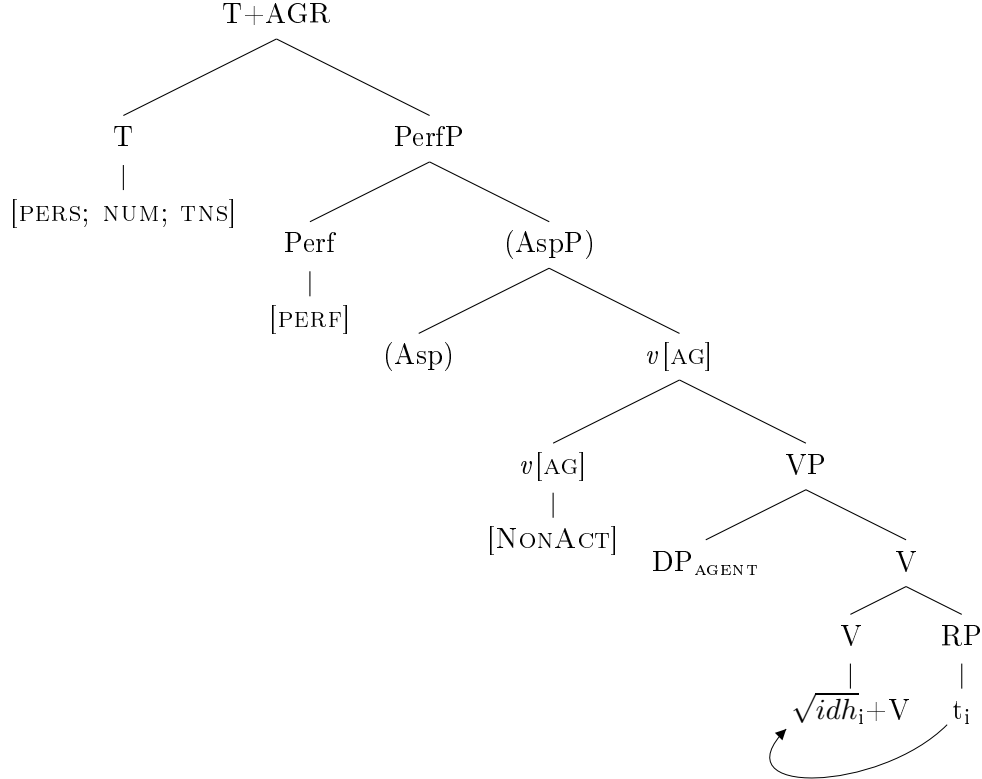 T+AGR
T PerfP
[PERS; NUM; TNS]
Perf (AspP)
[PERF]
(Asp) v[AG]
v[AG] VP
[NONACT]
DP_AGENT V
V RP
√idh_i+V t_i